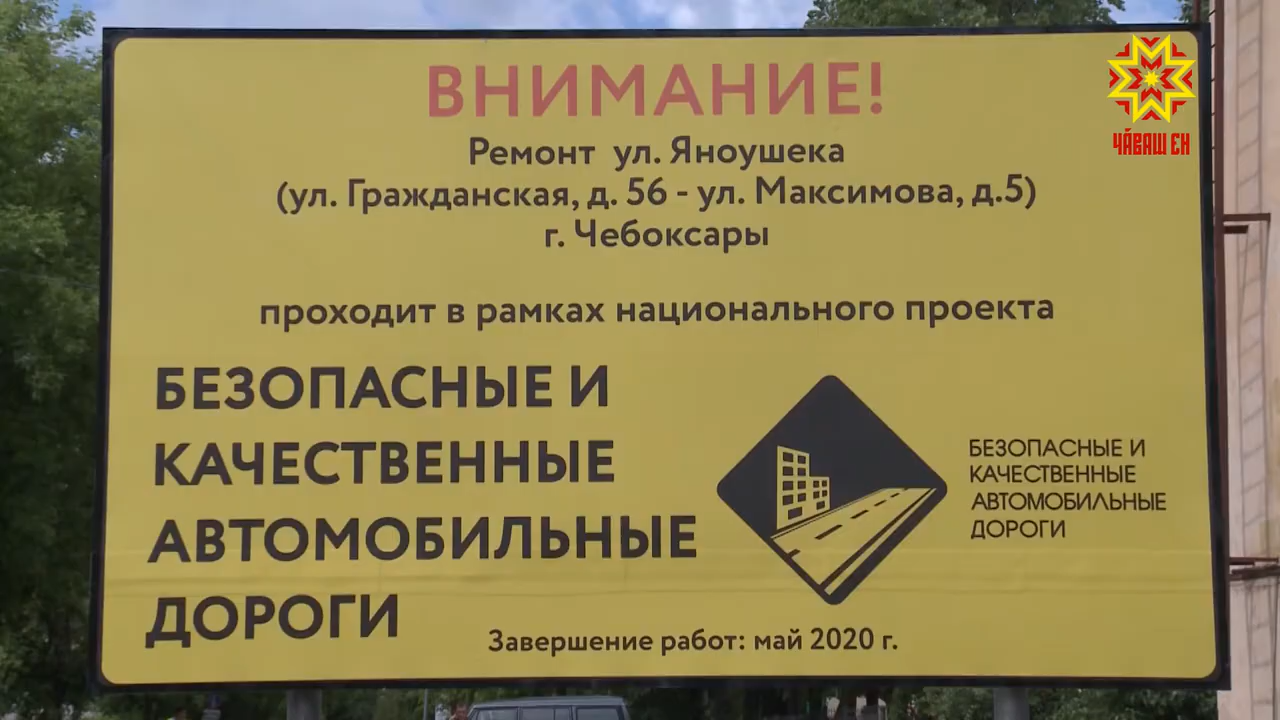 ВНИМАНИЕ!
Ремонт ул. Яноушека
(ул. Гражданская, д. 56 - ул. Максимова, д.5)
г. Чебоксары
проходит в рамках национального проекта
БЕЗОПАСНЫЕ И
КАЧЕСТВЕННЫЕ
АВТОМОБИЛЬНЫЕ
ДОРОГИ
БЕЗОПАСНЫЕ И
КАЧЕСТВЕННЫЕ
АВТОМОБИЛЬНЫЕ
ДОРОГИ
Завершение работ: май 2020 г.
ЧĂВАШ ЕН